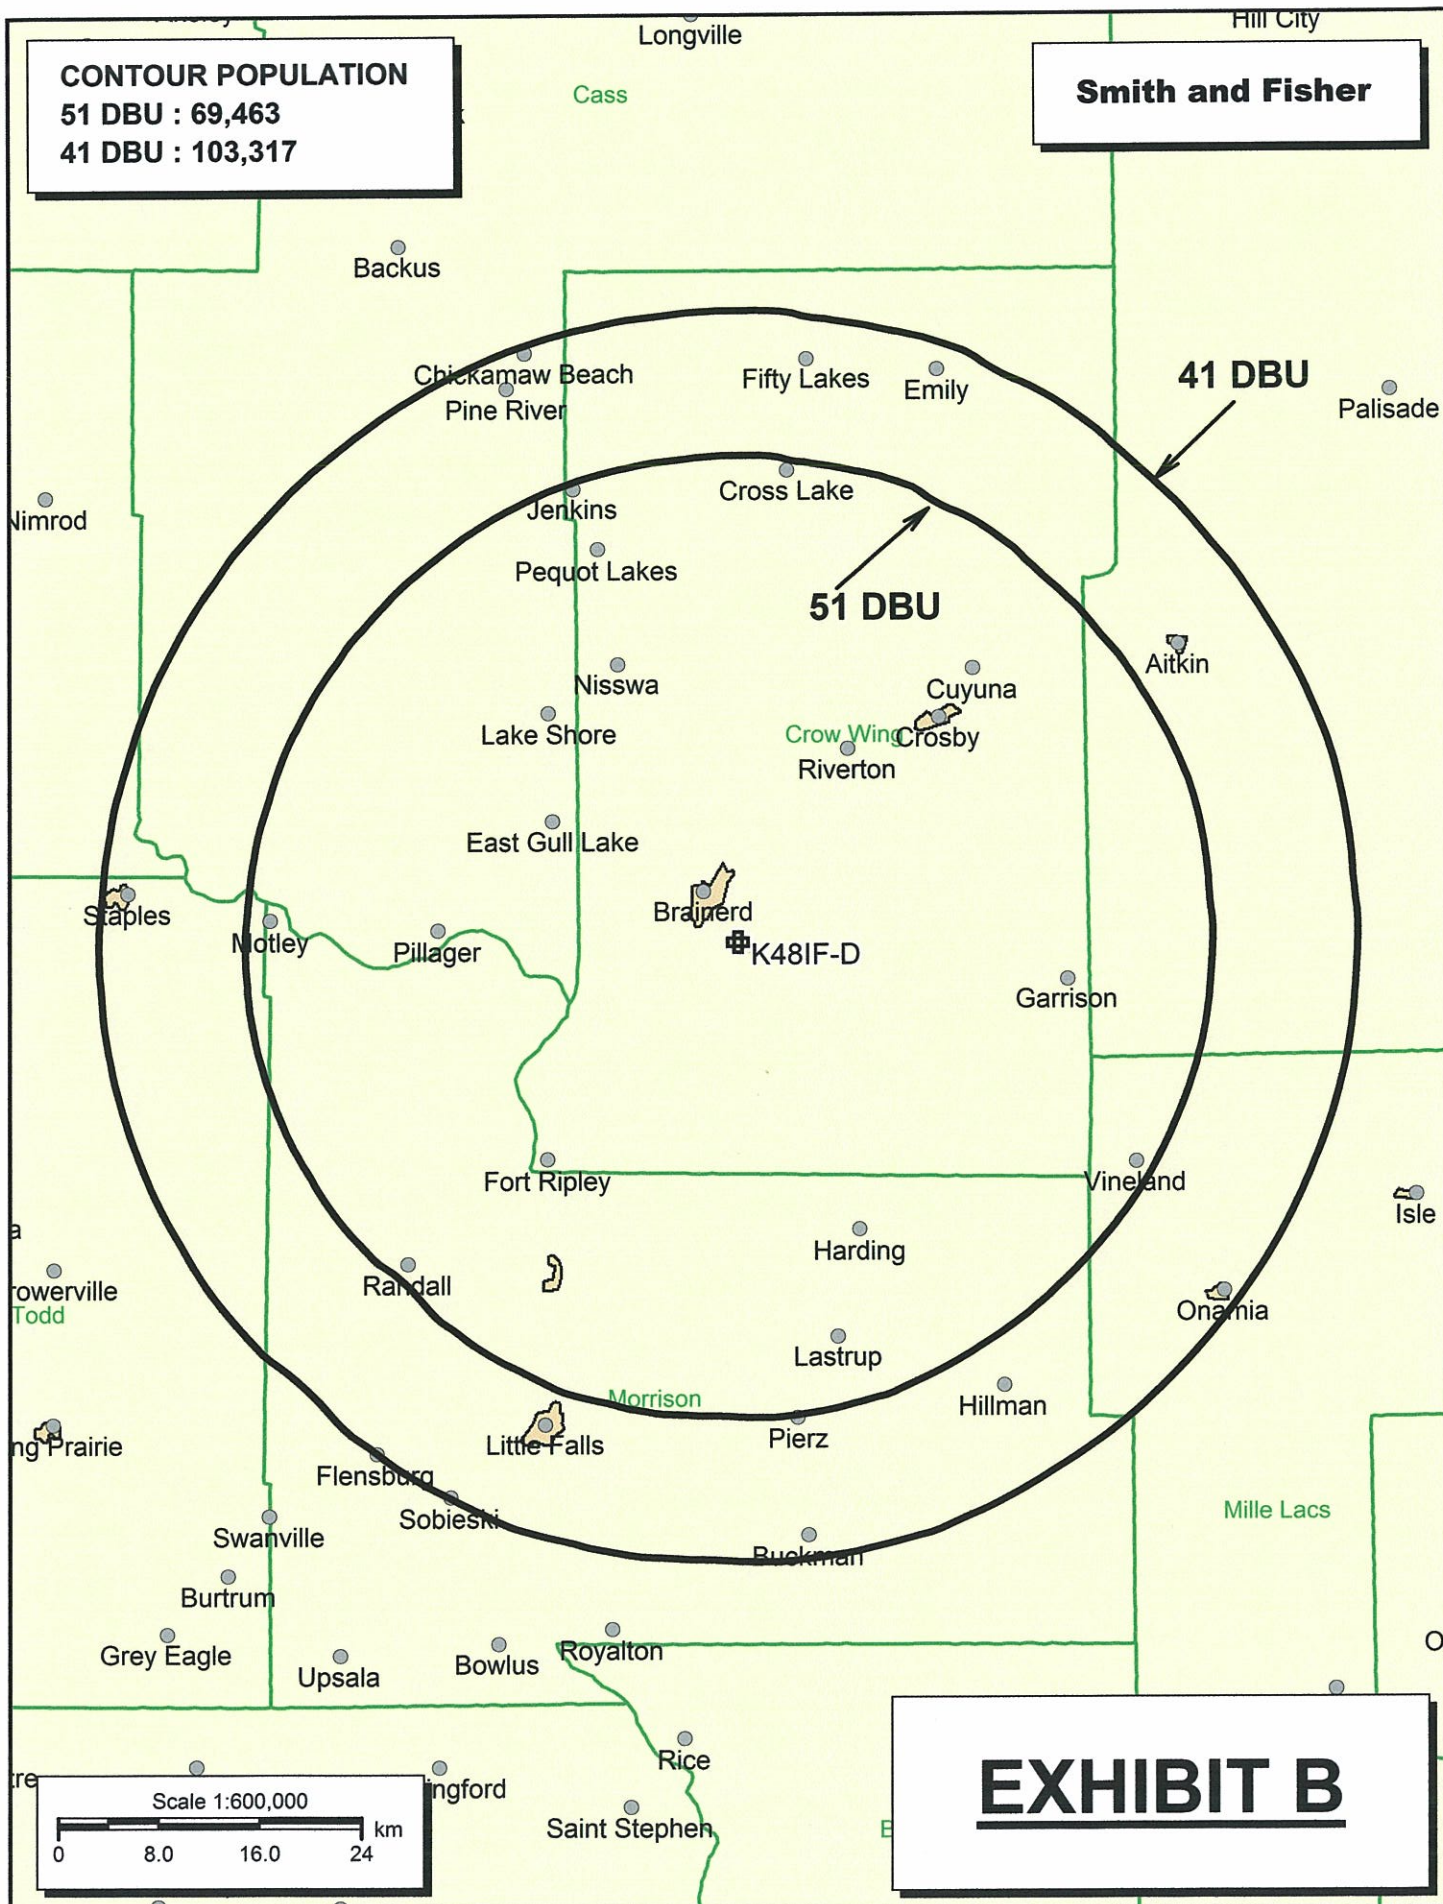 Hill City
Longville
CONTOUR POPULATION
51 DBU : 69,463
41 DBU : 103,317
Cass
Smith and Fisher
Backus
41 DBU
Chickamaw Beach
Fifty Lakes
Emily
Palisade
Pine River
Cross Lake
Jenkins
Nimrod
Pequot Lakes
51 DBU
Aitkin
Nisswa
Cuyuna
Lake Shore
Crow Wing
Crosby
Riverton
East Gull Lake
Brainerd
Staples
Motley
Pillager
K48IF-D
Garrison
Fort Ripley
Vineland
Isle
a
Harding
Randall
rowerville
Onamia
Todd
Lastrup
Morrison
Hillman
Little Falls
Pierz
ng Prairie
Flensburg
Mille Lacs
Sobieski
Swanville
Buckman
Burtrum
Grey Eagle
Upsala
Bowlus
Royalton
O
Rice
tre
ingford
EXHIBIT B
Scale 1:600,000
km
0 8.0 16.0 24
Saint Stephen